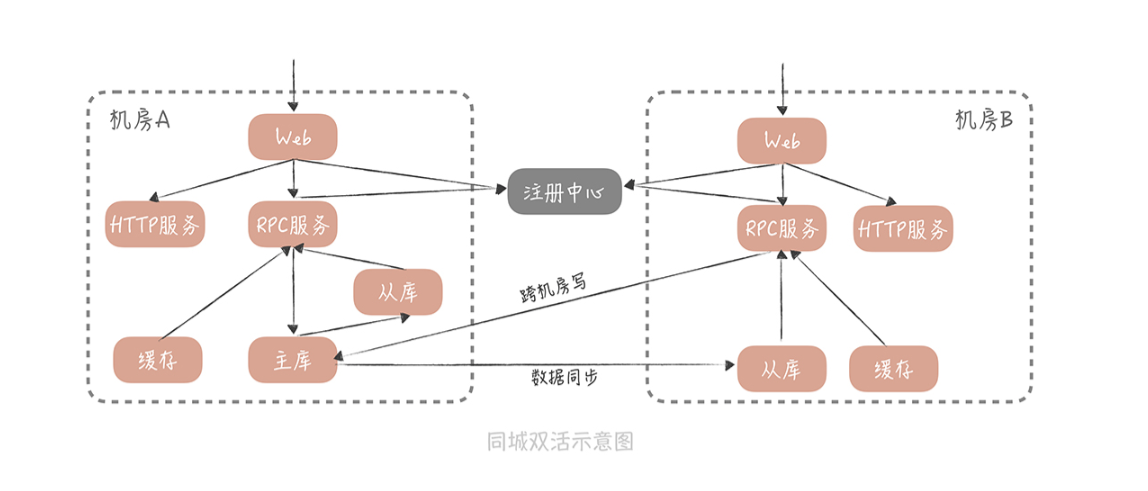 机房A
机房B
Web
Web
注册中心
HTTP服务
RPC服务
RPC服务
HTTP服务
从库
跨机房写
缓存
主库
数据同步
从库
缓存
同城双活示意图